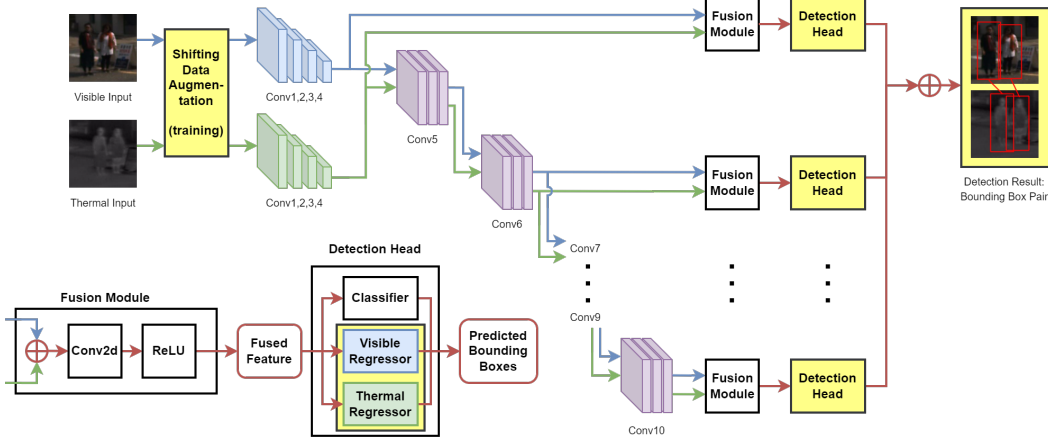 Visible Input
Thermal Input
Shifting
Data
Augmen-
tation
(training)
Conv1,2,3,4
Conv1,2,3,4
Conv5
Conv6
Conv7
Conv9
Conv10
Fusion
Module
Detection
Head
Fusion
Module
Detection
Head
Fusion
Module
Detection
Head
Detection Result:
Bounding Box Pair
Fusion Module
Conv2d
ReLU
Fused
Feature
Detection Head
Classifier
Visible
Regressor
Thermal
Regressor
Predicted
Bounding
Boxes